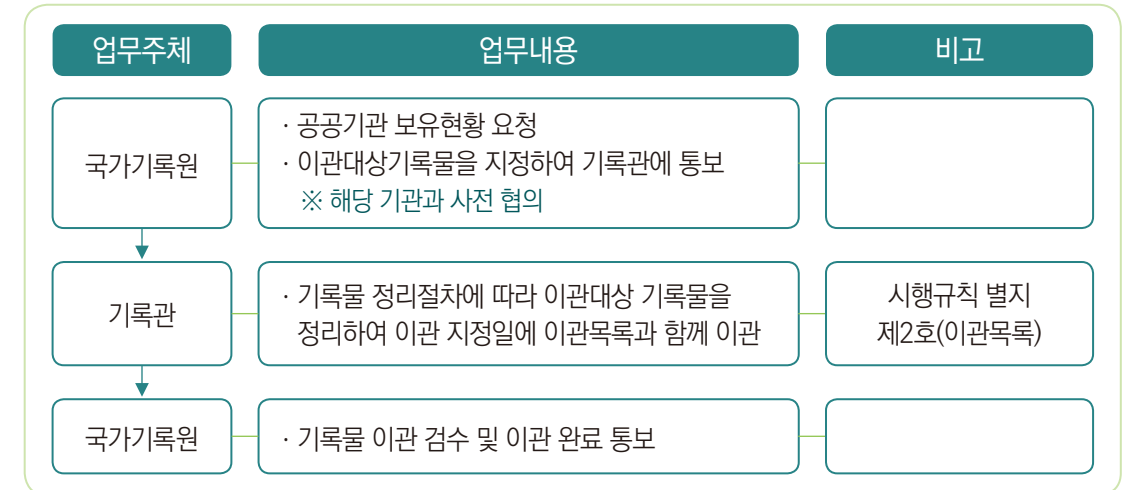 업무주체
업무내용
비고
국가기록원
· 공공기관 보유현황 요청
· 이관대상기록물을 지정하여 기록관에 통보
※ 해당 기관과 사전 협의
기록관
· 기록물 정리절차에 따라 이관대상 기록물을
정리하여 이관 지정일에 이관목록과 함께 이관
시행규칙 별지
제2호(이관목록)
국가기록원
· 기록물 이관 검수 및 이관 완료 통보